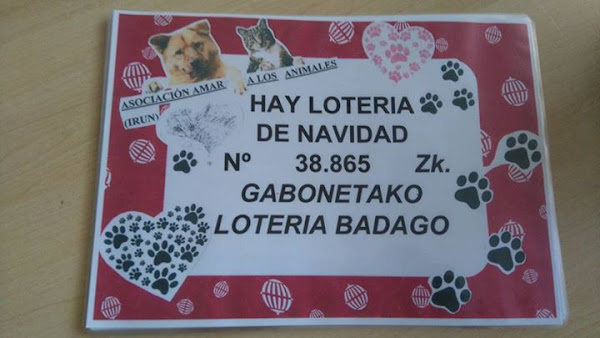 ASOCIACIÓN AMAR A LOS ANIMALES
(IRUN)
HAY LOTERIA
DE NAVIDAD
Nº 38.865 Zk.
GABONETAKO
LOTERIA BADAGO